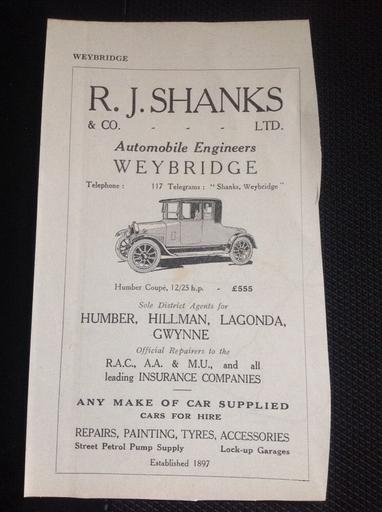 WEYBRIDGE
R. J. SHANKS
& CO. - - - LTD.
Automobile Engineers
WEYBRIDGE
Telephone : 117 Telegrams : "Shanks, Weybridge"
Humber Coupé, 12/25 h.p. - £555
Sole District Agents for
HUMBER, HILLMAN, LAGONDA,
GWYNNE
Official Repairers to the
R.A.C., A.A. & M.U., and all
leading INSURANCE COMPANIES
ANY MAKE OF CAR SUPPLIED
CARS FOR HIRE
REPAIRS, PAINTING, TYRES, ACCESSORIES
Street Petrol Pump Supply Lock-up Garages
Established 1897